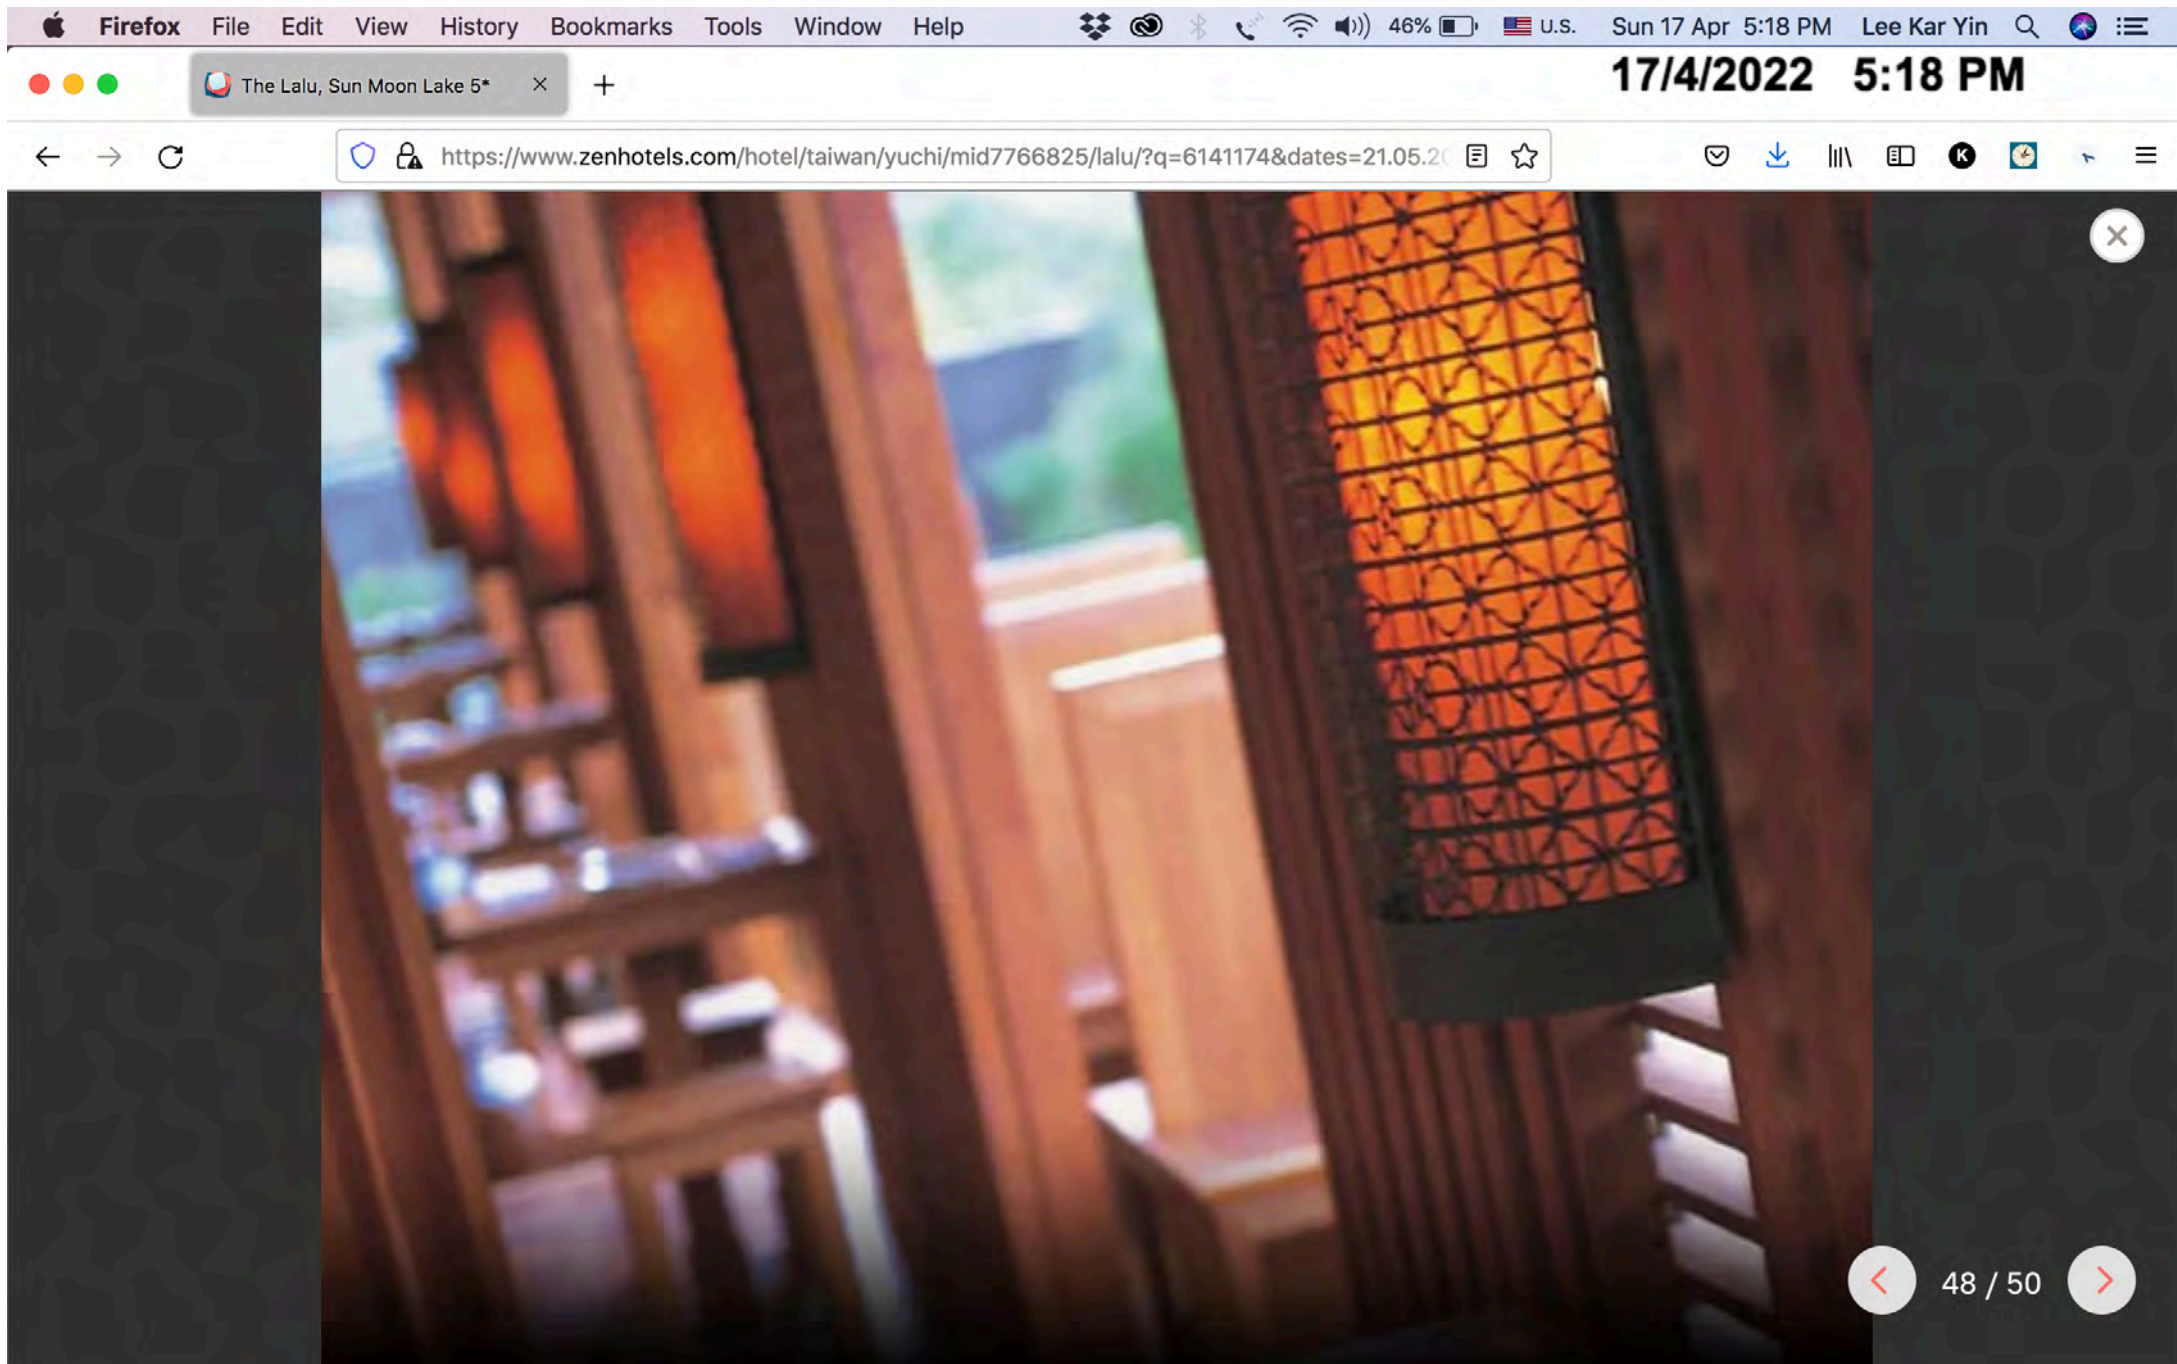 Firefox File Edit View History Bookmarks Tools Window Help 46% U.S. Sun 17 Apr 5:18 PM Lee Kar Yin
The Lalu, Sun Moon Lake 5*
17/4/2022 5:18 PM
https://www.zenhotels.com/hotel/taiwan/yuchi/mid7766825/lalu/?q=6141174&dates=21.05.20
K
48 / 50